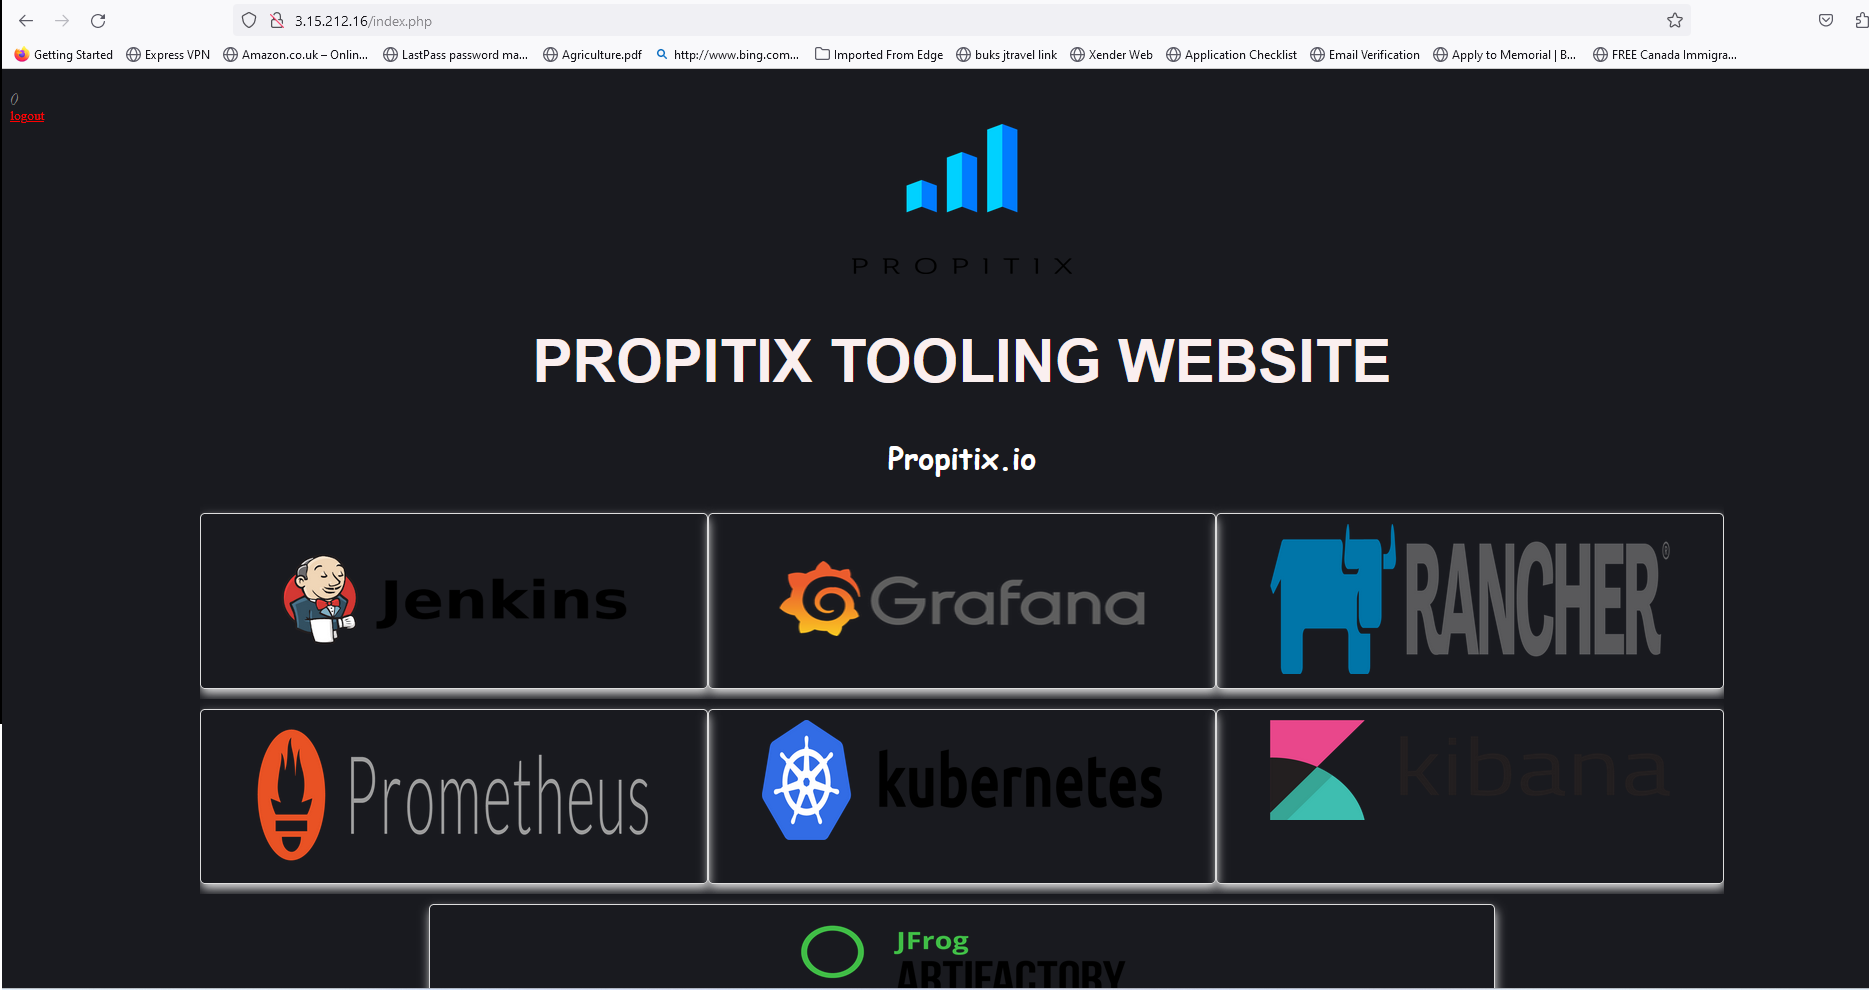 3.15.212.16/index.php
Getting Started Express VPN Amazon.co.uk – Onlin... LastPass password ma... Agriculture.pdf http://www.bing.com... Imported From Edge buks jtravel link Xender Web Application Checklist Email Verification Apply to Memorial | B... FREE Canada Immigra...
()
logout
PROPITIX
PROPITIX TOOLING WEBSITE
Propitix.io
Jenkins Grafana RANCHER®
Prometheus kubernetes kibana
JFrog
ARTIFACTORY